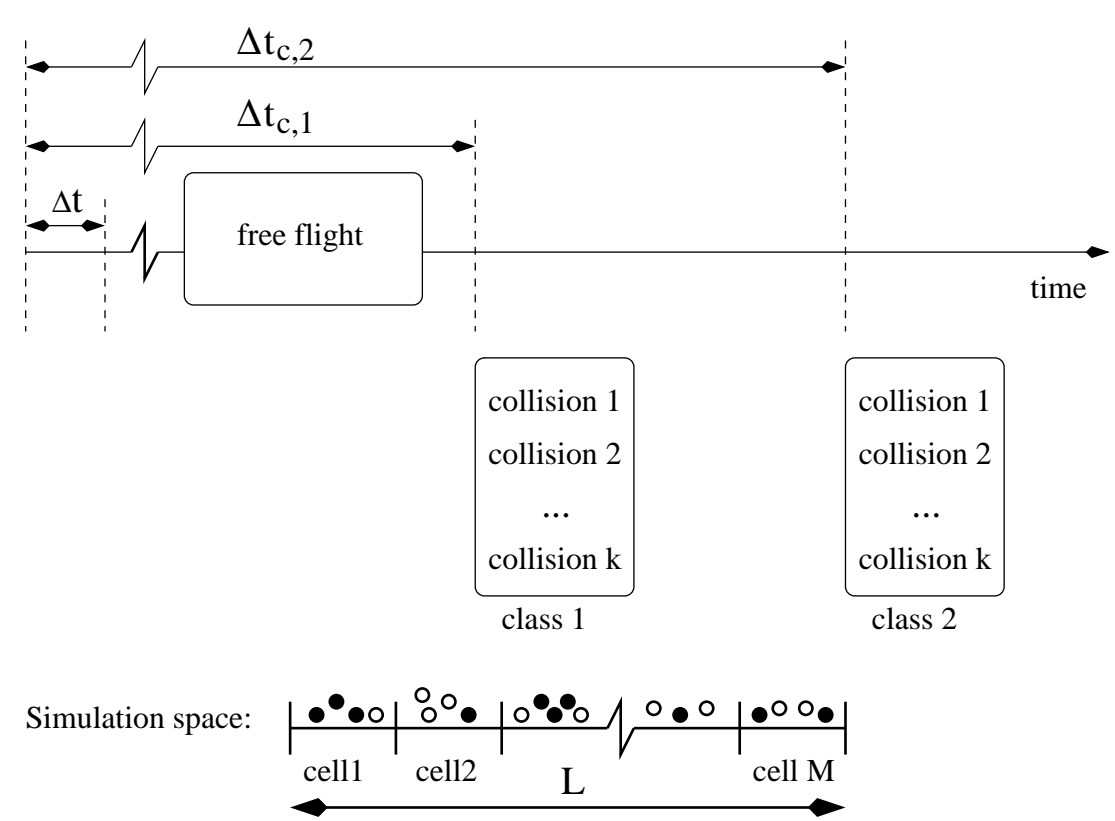 Δt_c,2
Δt_c,1
Δt
free flight
time
collision 1
collision 2
...
collision k
class 1
collision 1
collision 2
...
collision k
class 2
Simulation space:
cell1
cell2
cell M
L